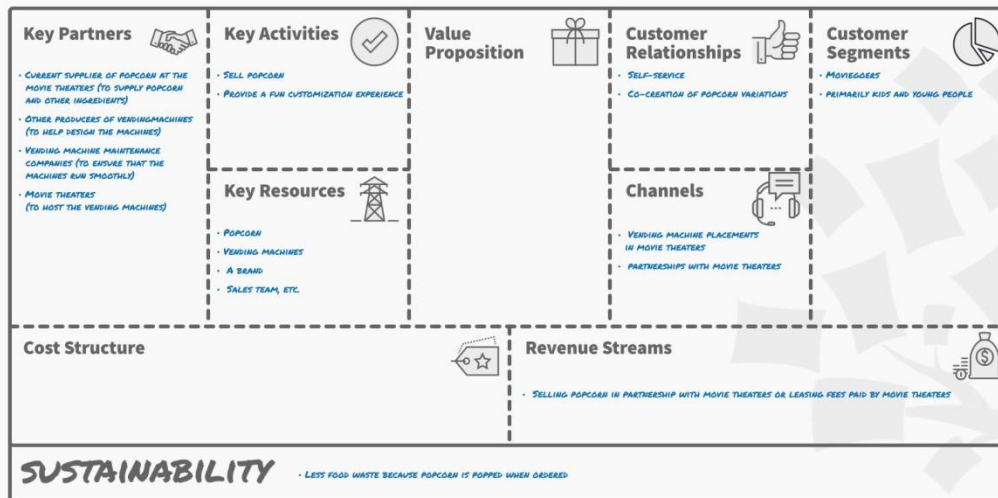 Key Partners
• CURRENT SUPPLIER OF POPCORN AT THE
MOVIE THEATERS (TO SUPPLY POPCORN
AND OTHER INGREDIENTS)
• OTHER PRODUCERS OF VENDINGMACHINES
(TO HELP DESIGN THE MACHINES)
• VENDING MACHINE MAINTENANCE
COMPANIES (TO ENSURE THAT THE
MACHINES RUN SMOOTHLY)
• MOVIE THEATERS
(TO HOST THE VENDING MACHINES)
Key Activities
• SELL POPCORN
• PROVIDE A FUN CUSTOMIZATION EXPERIENCE
Key Resources
• POPCORN
• VENDING MACHINES
• A BRAND
• SALES TEAM, ETC.
Value
Proposition
Customer
Relationships
• SELF-SERVICE
• CO-CREATION OF POPCORN VARIATIONS
Channels
• VENDING MACHINE PLACEMENTS
IN MOVIE THEATERS
• PARTNERSHIPS WITH MOVIE THEATERS
Customer
Segments
• MOVIEGOERS
• PRIMARILY KIDS AND YOUNG PEOPLE
Cost Structure
Revenue Streams
• SELLING POPCORN IN PARTNERSHIP WITH MOVIE THEATERS OR LEASING FEES PAID BY MOVIE THEATERS
SUSTAINABILITY
• LESS FOOD WASTE BECAUSE POPCORN IS POPPED WHEN ORDERED